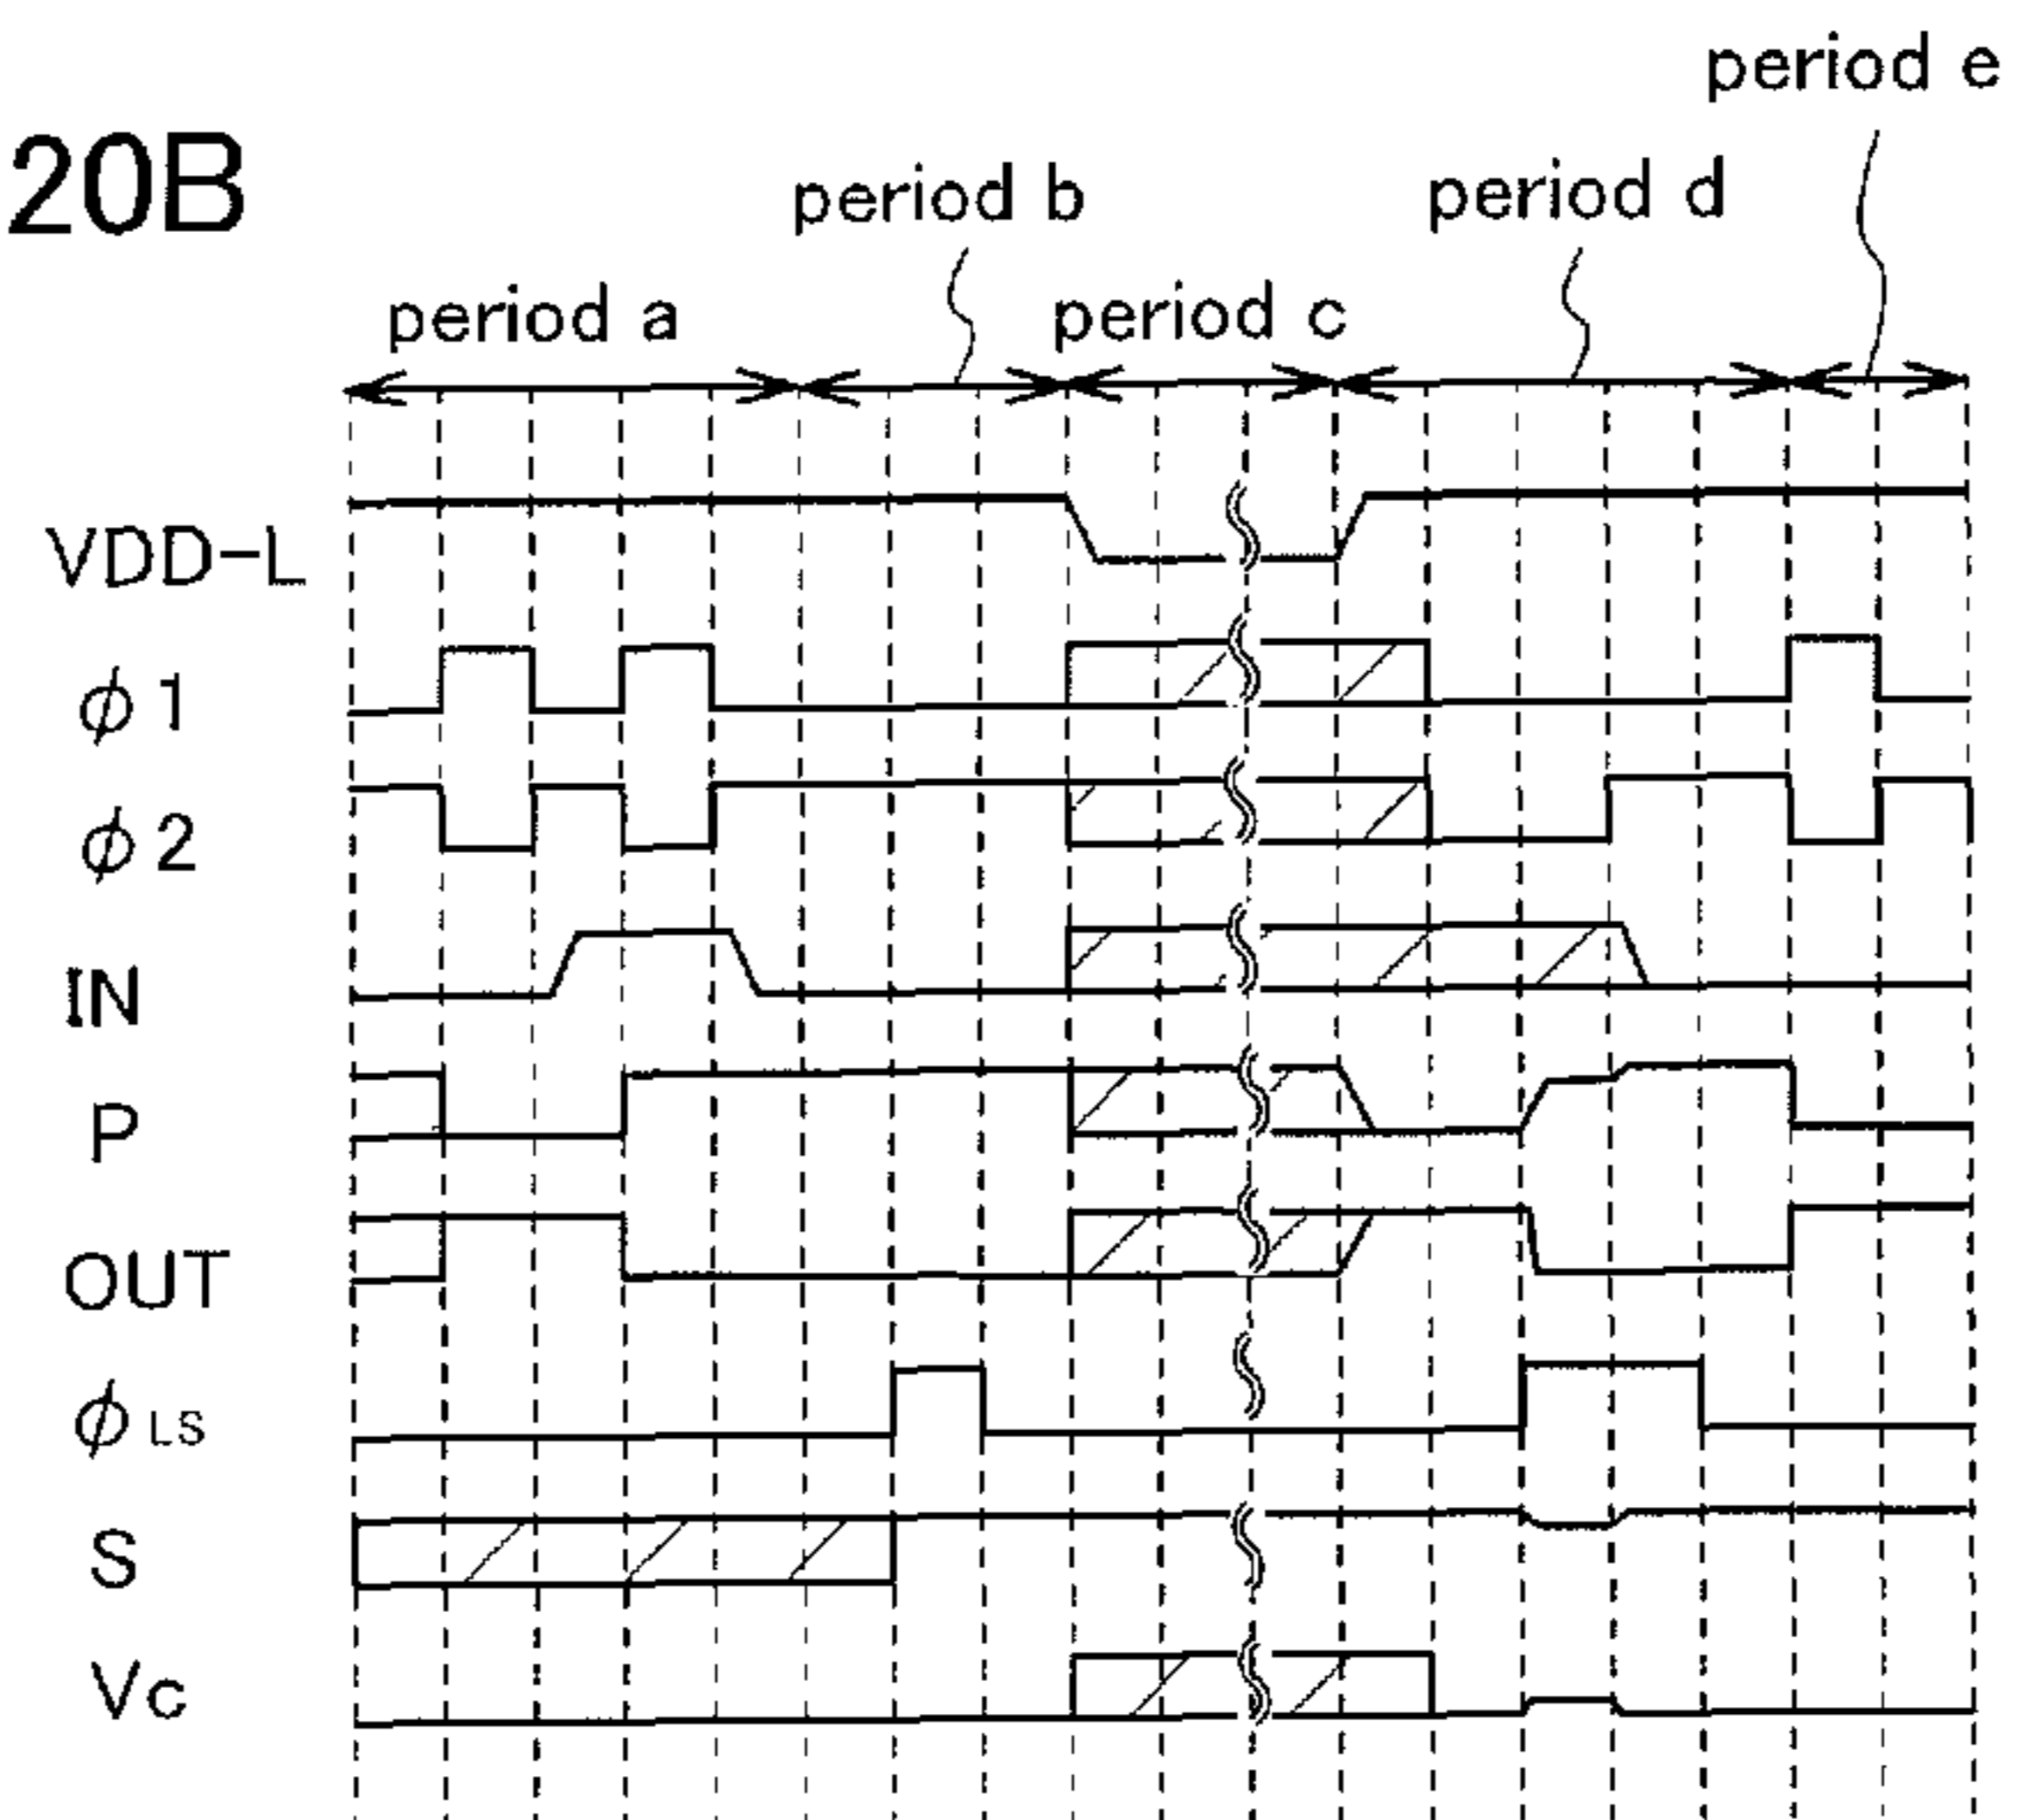 period e
20B
period b
period d
period a
period c
VDD-L
ϕ1
ϕ2
IN
P
OUT
ϕLS
S
Vc